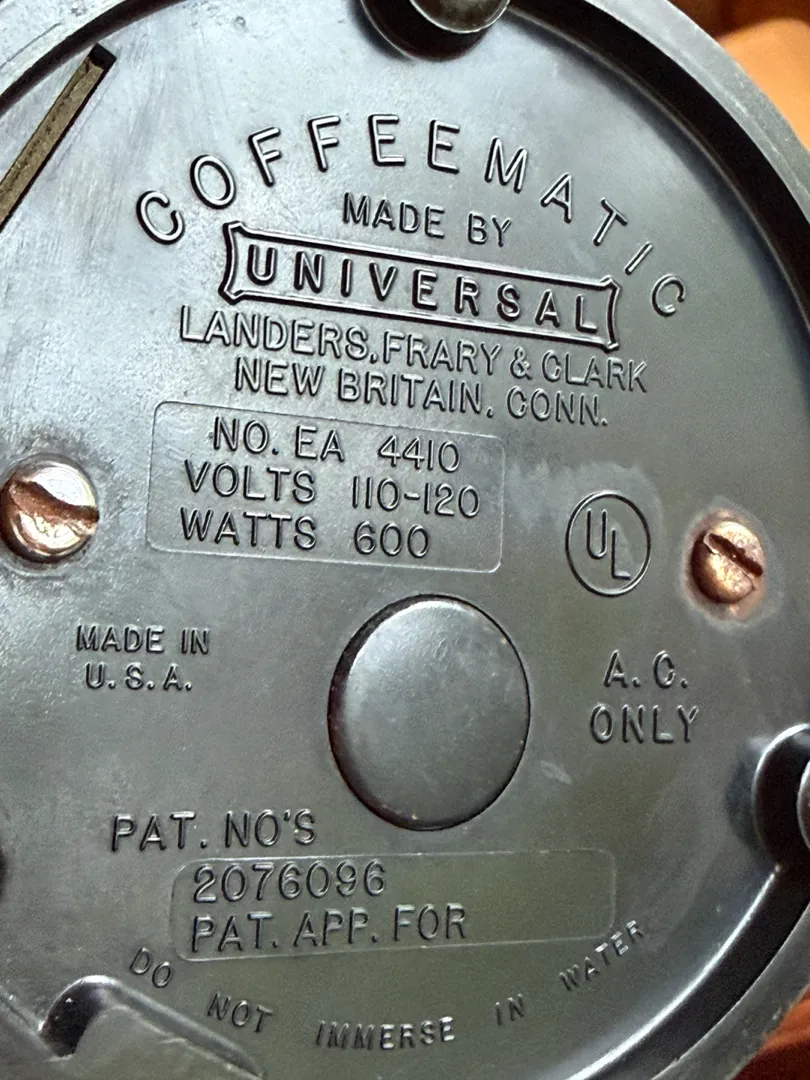 COFFEEMATIC
MADE BY
UNIVERSAL
LANDERS, FRARY & CLARK
NEW BRITAIN, CONN.
NO. EA 4410
VOLTS 110-120
WATTS 600
UL
MADE IN
U.S.A.
A.C.
ONLY
PAT. NO'S
2076096
PAT. APP. FOR
DO NOT IMMERSE IN WATER